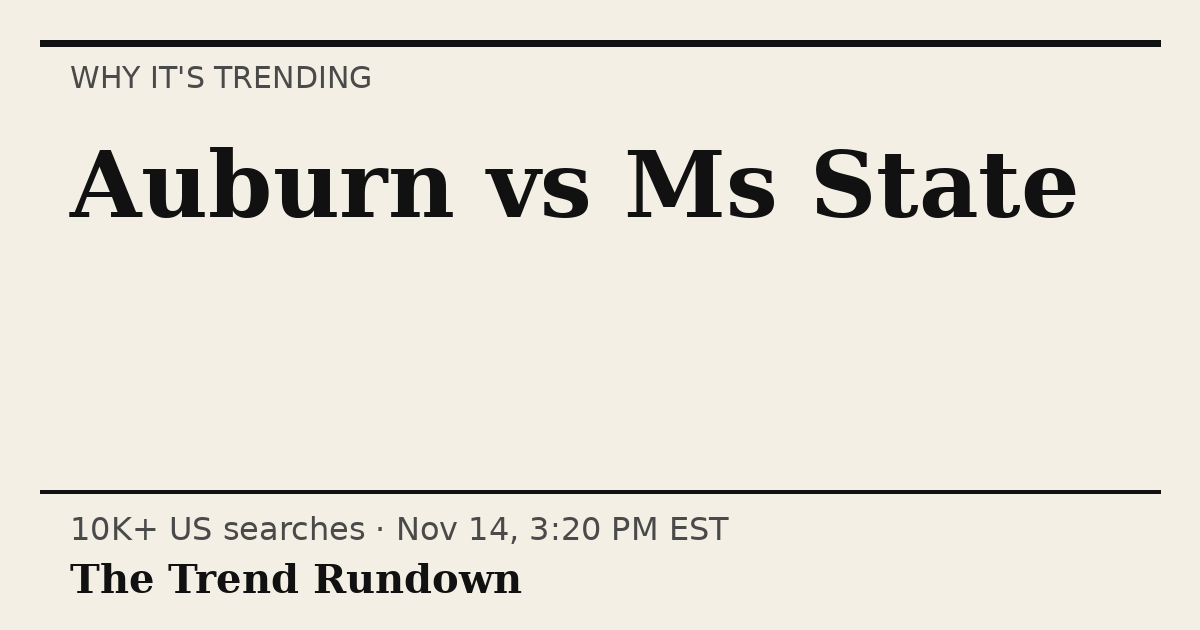 WHY IT'S TRENDING
Auburn vs Ms State
10K+ US searches · Nov 14, 3:20 PM EST
The Trend Rundown